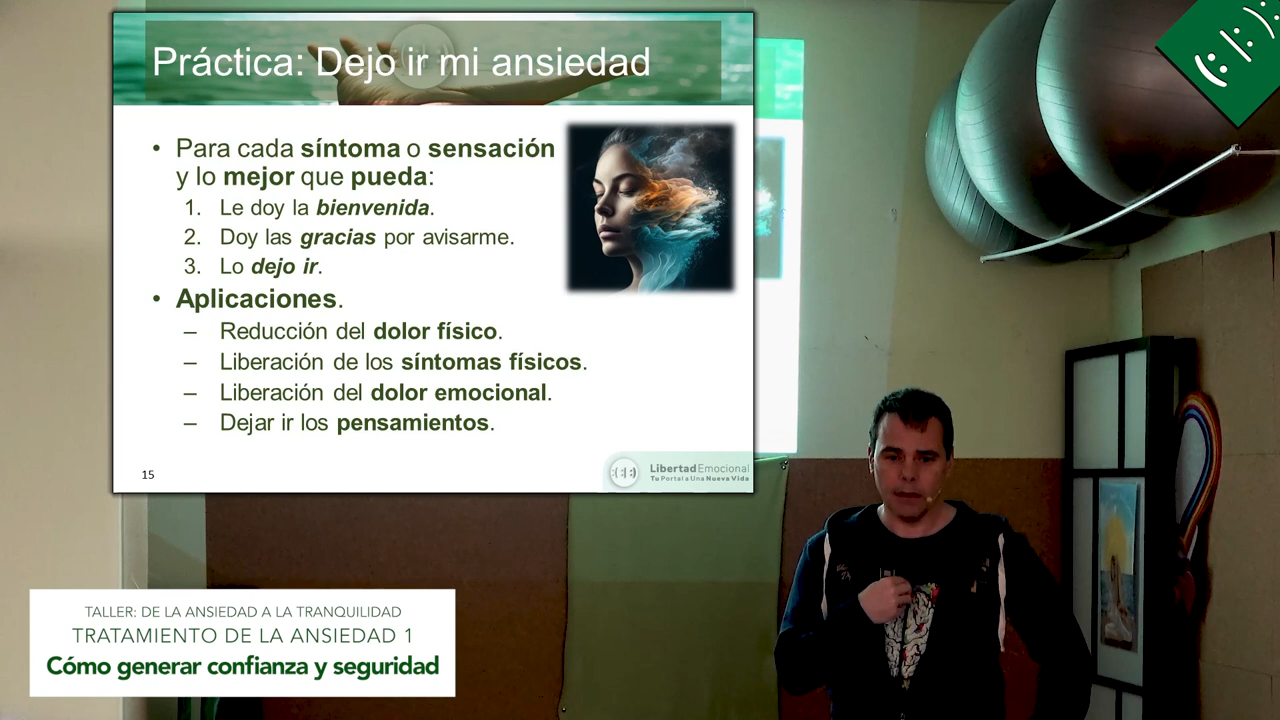 Práctica: Dejo ir mi ansiedad
• Para cada síntoma o sensación
y lo mejor que pueda:
1. Le doy la bienvenida.
2. Doy las gracias por avisarme.
3. Lo dejo ir.
• Aplicaciones.
– Reducción del dolor físico.
– Liberación de los síntomas físicos.
– Liberación del dolor emocional.
– Dejar ir los pensamientos.
15
Libertad Emocional
Tu Portal a Una Nueva Vida
TALLER: DE LA ANSIEDAD A LA TRANQUILIDAD
TRATAMIENTO DE LA ANSIEDAD 1
Cómo generar confianza y seguridad